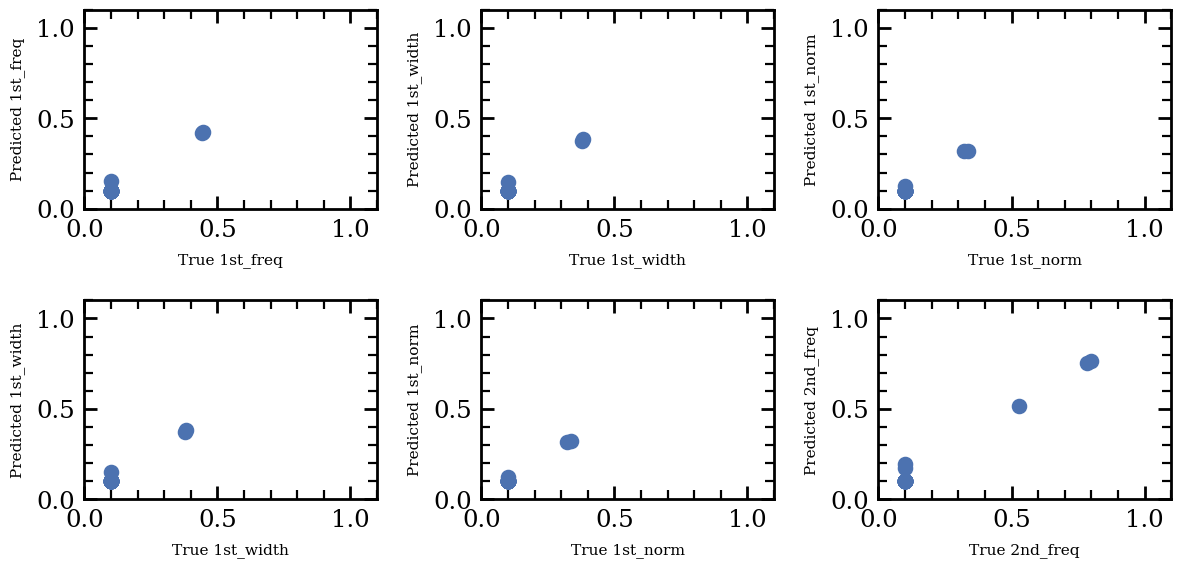 1.0
0.5
0.0
Predicted 1st_freq
0.0 0.5 1.0
True 1st_freq
1.0
0.5
0.0
Predicted 1st_width
0.0 0.5 1.0
True 1st_width
1.0
0.5
0.0
Predicted 1st_norm
0.0 0.5 1.0
True 1st_norm
1.0
0.5
0.0
Predicted 1st_width
0.0 0.5 1.0
True 1st_width
1.0
0.5
0.0
Predicted 1st_norm
0.0 0.5 1.0
True 1st_norm
1.0
0.5
0.0
Predicted 2nd_freq
0.0 0.5 1.0
True 2nd_freq